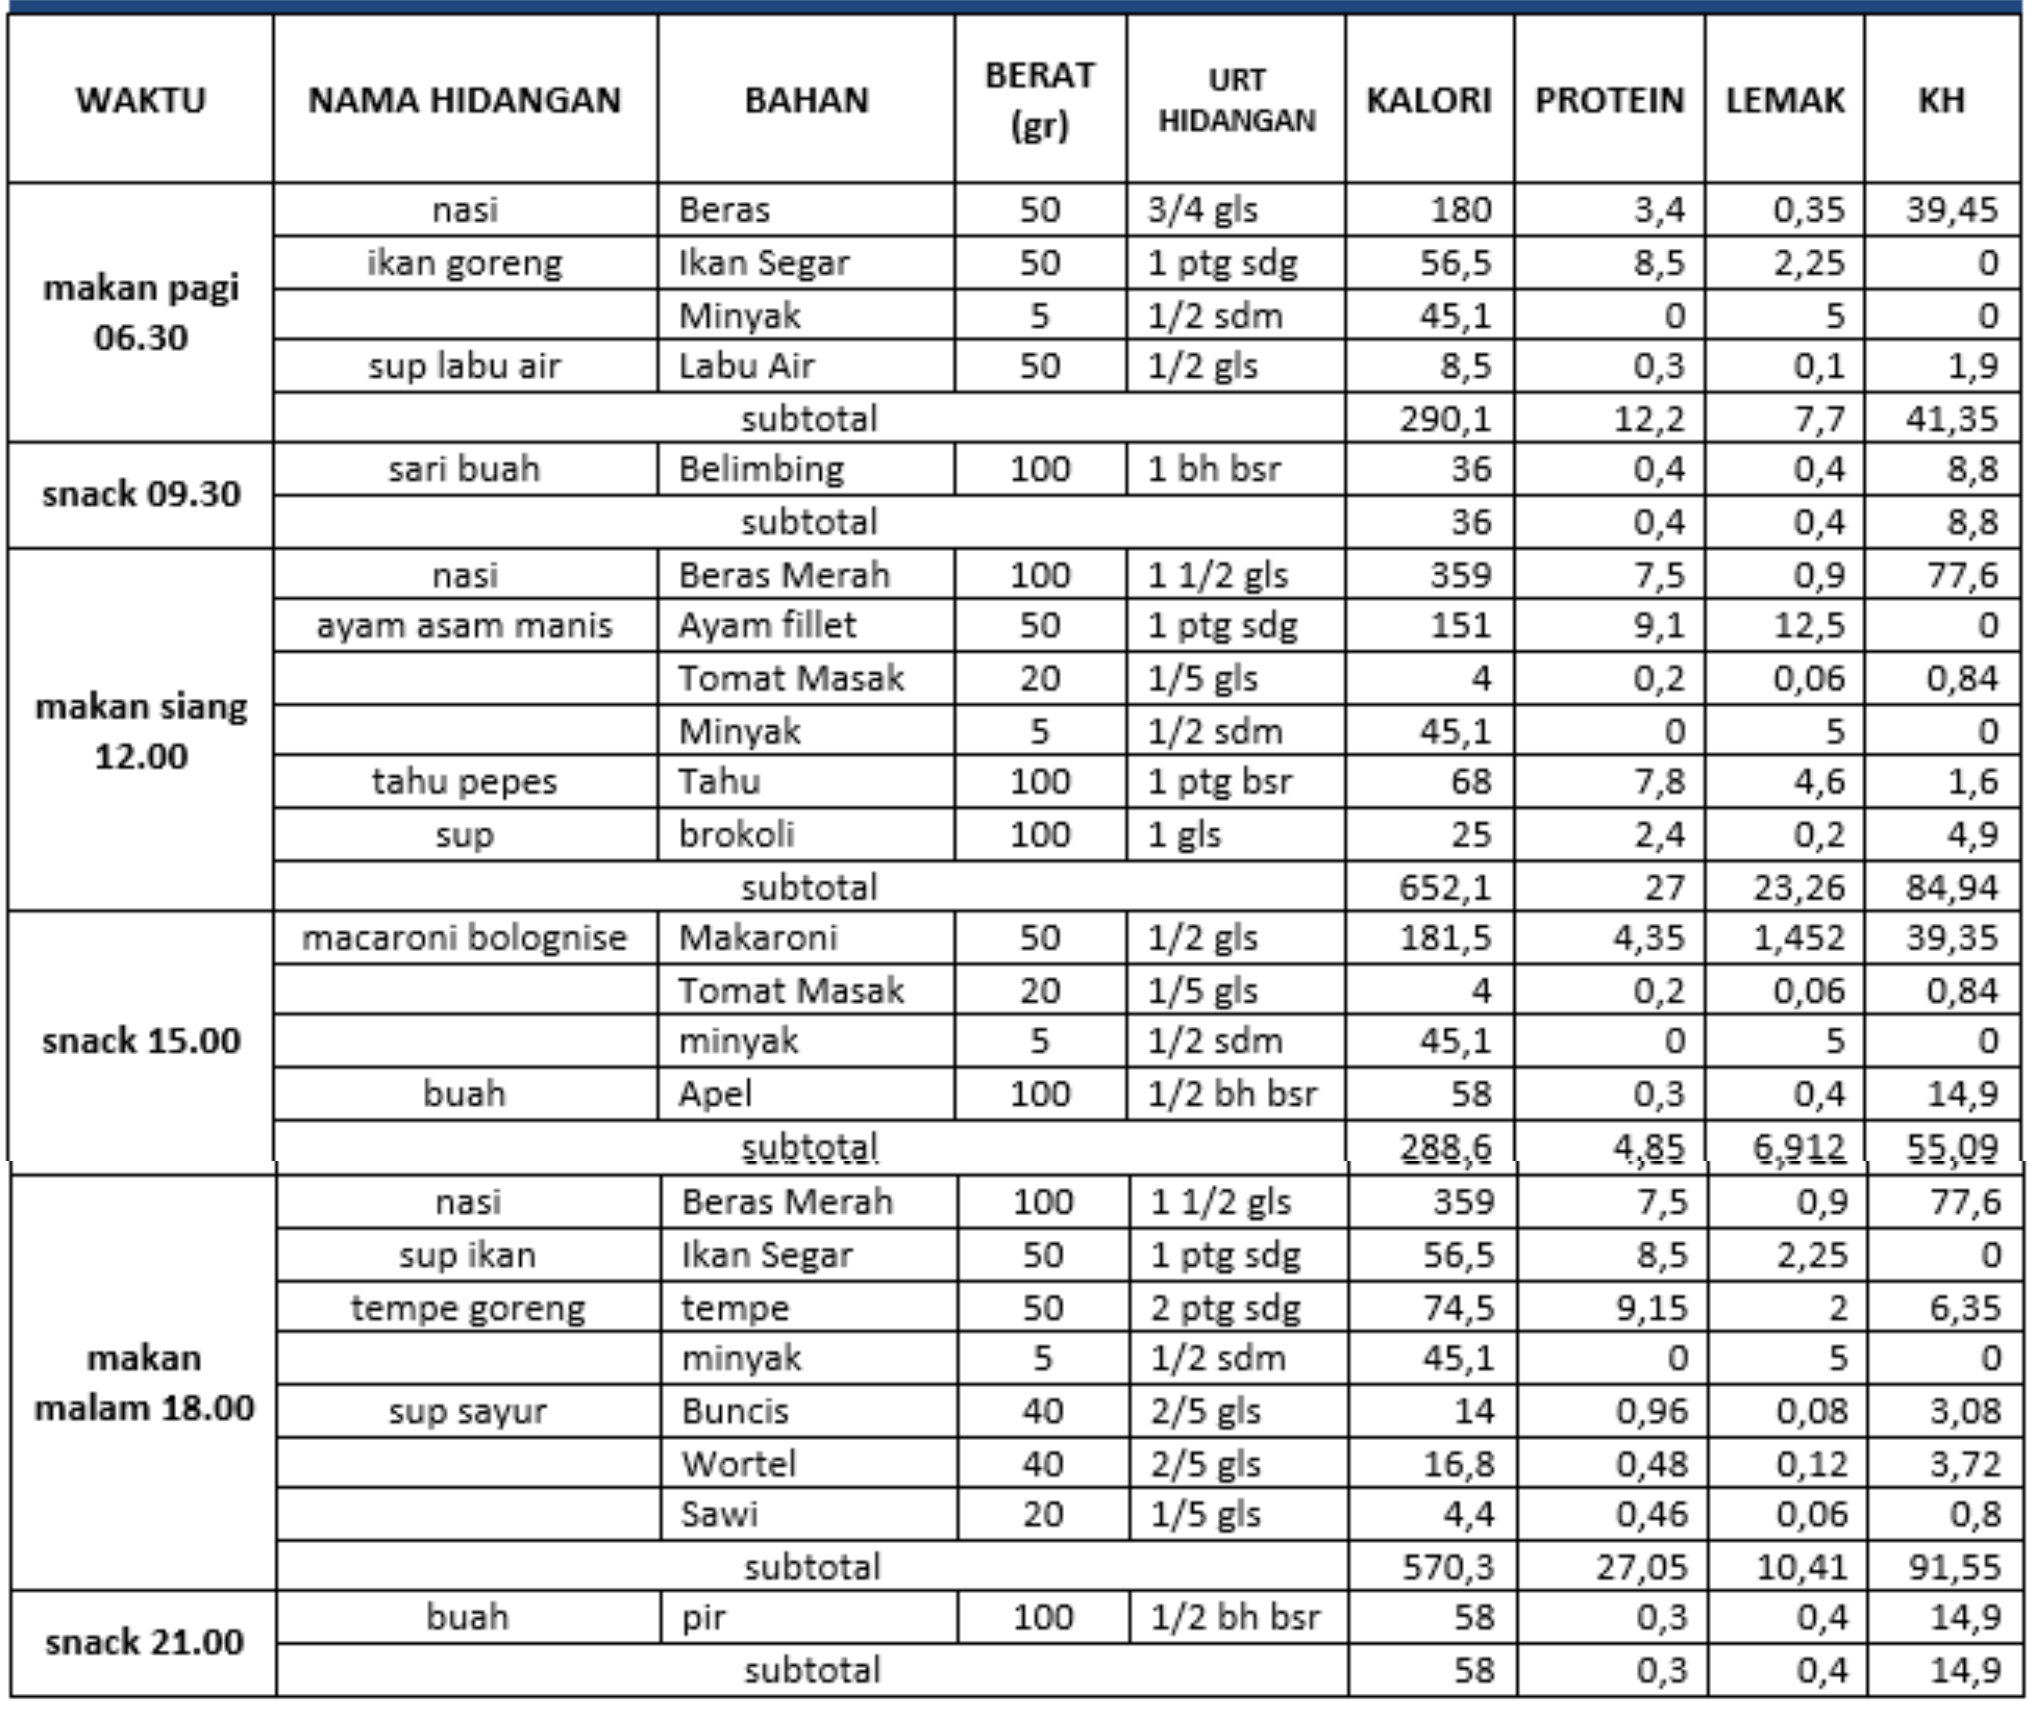 WAKTU NAMA HIDANGAN BAHAN BERAT (gr) URT HIDANGAN KALORI PROTEIN LEMAK KH
makan pagi 06.30
nasi Beras 50 3/4 gls 180 3,4 0,35 39,45
ikan goreng Ikan Segar 50 1 ptg sdg 56,5 8,5 2,25 0
Minyak 5 1/2 sdm 45,1 0 5 0
sup labu air Labu Air 50 1/2 gls 8,5 0,3 0,1 1,9
subtotal 290,1 12,2 7,7 41,35
snack 09.30
sari buah Belimbing 100 1 bh bsr 36 0,4 0,4 8,8
subtotal 36 0,4 0,4 8,8
makan siang 12.00
nasi Beras Merah 100 1 1/2 gls 359 7,5 0,9 77,6
ayam asam manis Ayam fillet 50 1 ptg sdg 151 9,1 12,5 0
Tomat Masak 20 1/5 gls 4 0,2 0,06 0,84
Minyak 5 1/2 sdm 45,1 0 5 0
tahu pepes Tahu 100 1 ptg bsr 68 7,8 4,6 1,6
sup brokoli 100 1 gls 25 2,4 0,2 4,9
subtotal 652,1 27 23,26 84,94
snack 15.00
macaroni bolognise Makaroni 50 1/2 gls 181,5 4,35 1,452 39,35
Tomat Masak 20 1/5 gls 4 0,2 0,06 0,84
minyak 5 1/2 sdm 45,1 0 5 0
buah Apel 100 1/2 bh bsr 58 0,3 0,4 14,9
subtotal 288,6 4,85 6,912 55,09
makan malam 18.00
nasi Beras Merah 100 1 1/2 gls 359 7,5 0,9 77,6
sup ikan Ikan Segar 50 1 ptg sdg 56,5 8,5 2,25 0
tempe goreng tempe 50 2 ptg sdg 74,5 9,15 2 6,35
minyak 5 1/2 sdm 45,1 0 5 0
sup sayur Buncis 40 2/5 gls 14 0,96 0,08 3,08
Wortel 40 2/5 gls 16,8 0,48 0,12 3,72
Sawi 20 1/5 gls 4,4 0,46 0,06 0,8
subtotal 570,3 27,05 10,41 91,55
snack 21.00
buah pir 100 1/2 bh bsr 58 0,3 0,4 14,9
subtotal 58 0,3 0,4 14,9